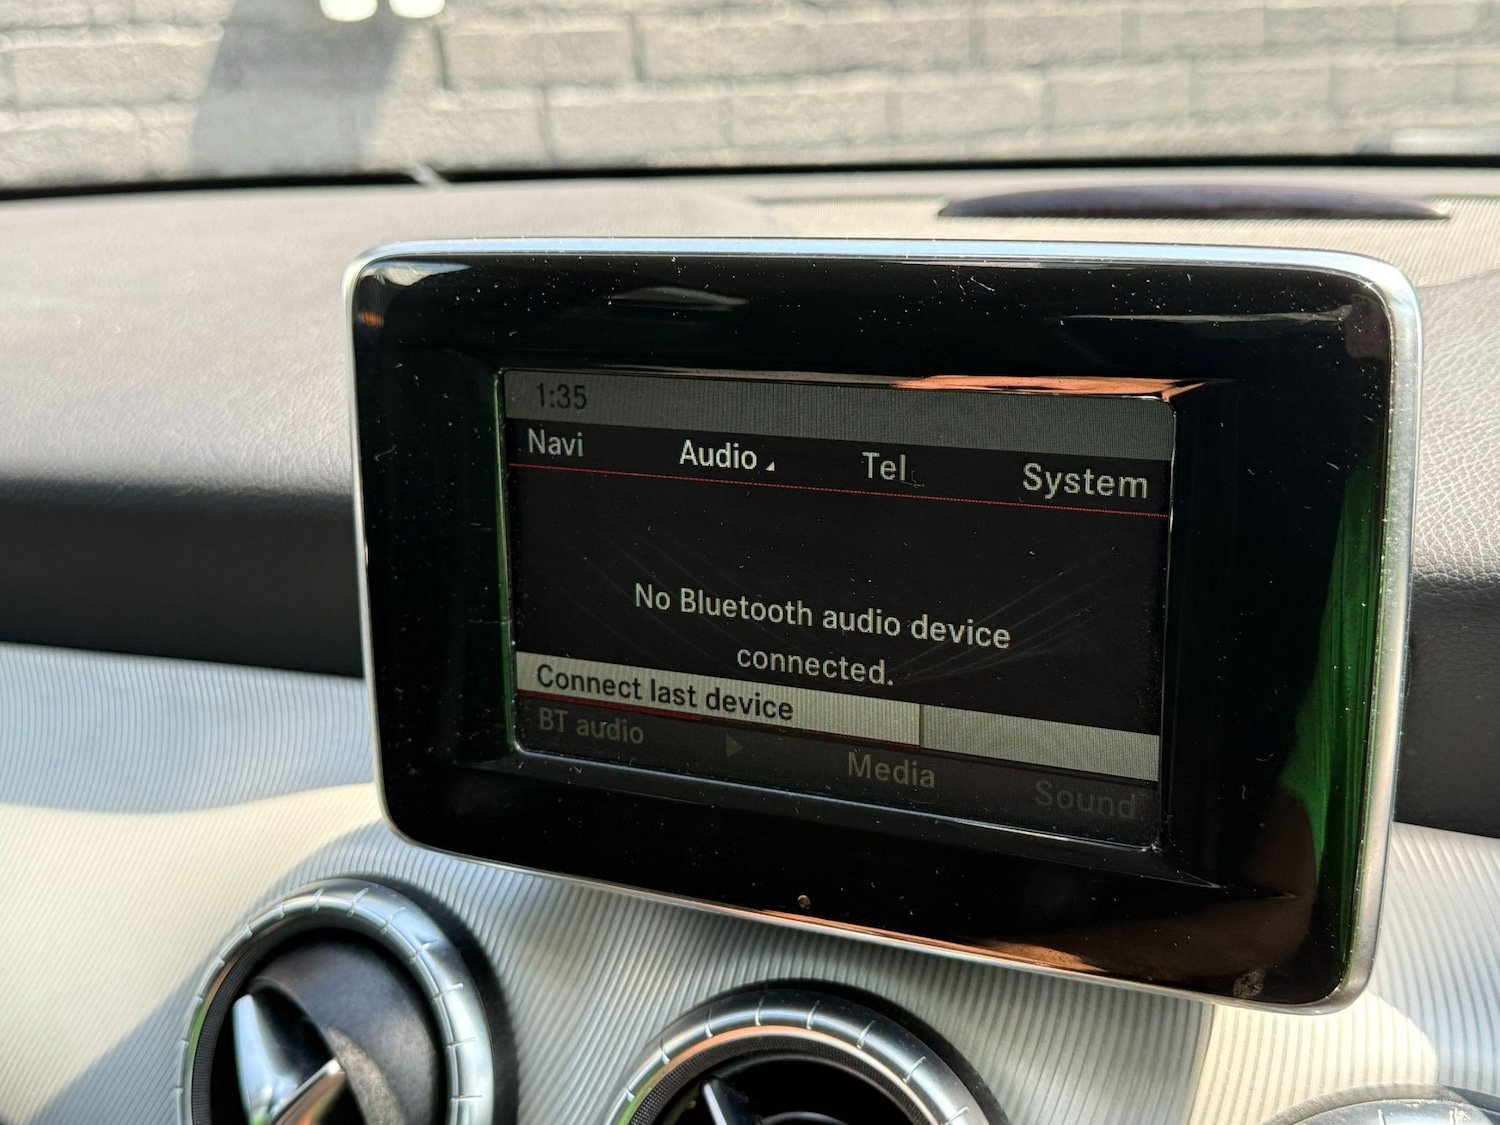 1:35
Navi Audio Tel System
No Bluetooth audio device
connected.
Connect last device
BT audio Media Sound